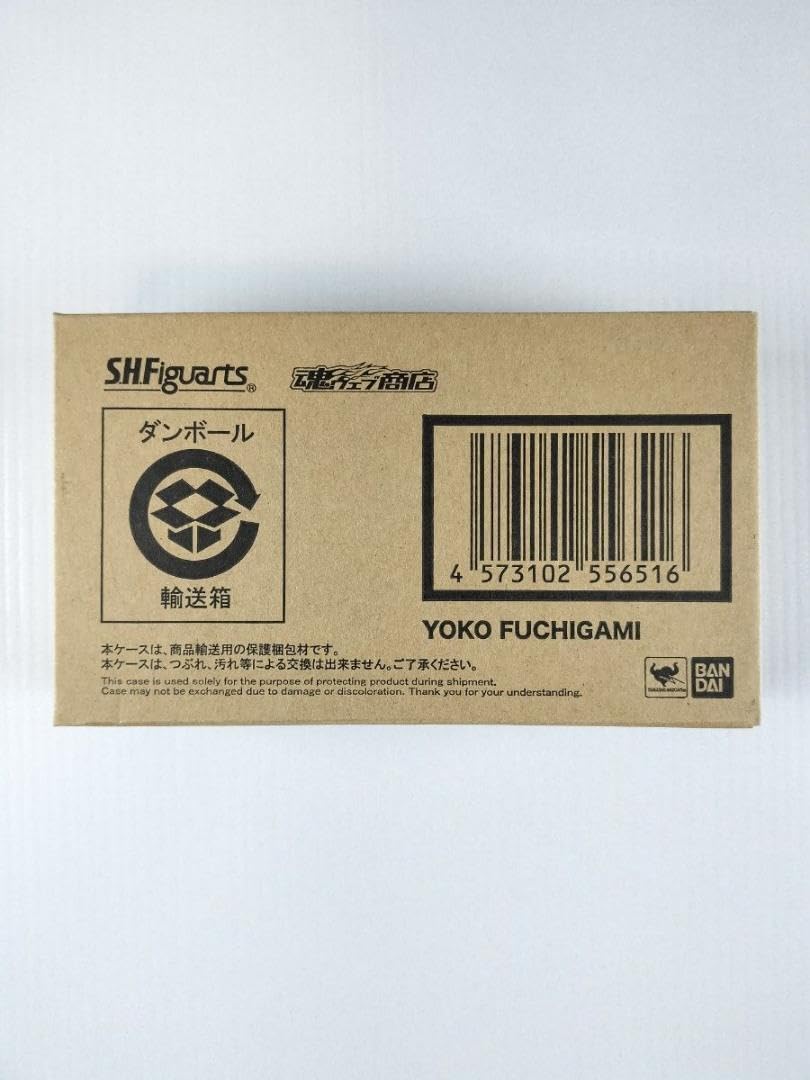 S.H.Figuarts®
魂ウェブ商店
ダンボール
輸送箱
4 573102 556516
YOKO FUCHIGAMI
本ケースは、商品輸送用の保護梱包材です。
本ケースは、つぶれ、汚れ等による交換は出来ません。ご了承ください。
This case is used solely for the purpose of protecting product during shipment.
Case may not be exchanged due to damage or discoloration. Thank you for your understanding.
BAN
DAI